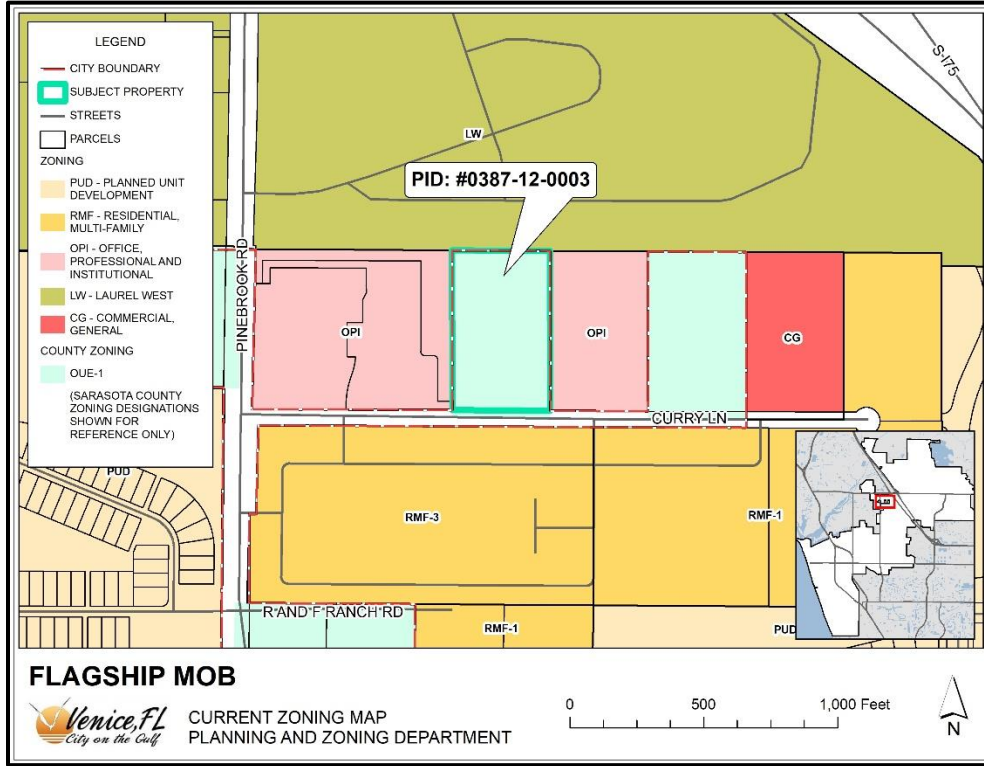 LEGEND
CITY BOUNDARY
SUBJECT PROPERTY
STREETS
PARCELS
ZONING
PUD - PLANNED UNIT
DEVELOPMENT
RMF - RESIDENTIAL,
MULTI-FAMILY
OPI - OFFICE,
PROFESSIONAL AND
INSTITUTIONAL
LW - LAUREL WEST
CG - COMMERCIAL,
GENERAL
COUNTY ZONING
OUE-1
(SARASOTA COUNTY
ZONING DESIGNATIONS
SHOWN FOR
REFERENCE ONLY)
S-I75
LW
PID: #0387-12-0003
PINEBROOK RD
OPI
OPI
CG
CURRY LN
PUD
RMF-3
RMF-1
R AND F RANCH RD
RMF-1
PUD
FLAGSHIP MOB
Venice, FL
City on the Gulf
CURRENT ZONING MAP
PLANNING AND ZONING DEPARTMENT
0 500 1,000 Feet
N